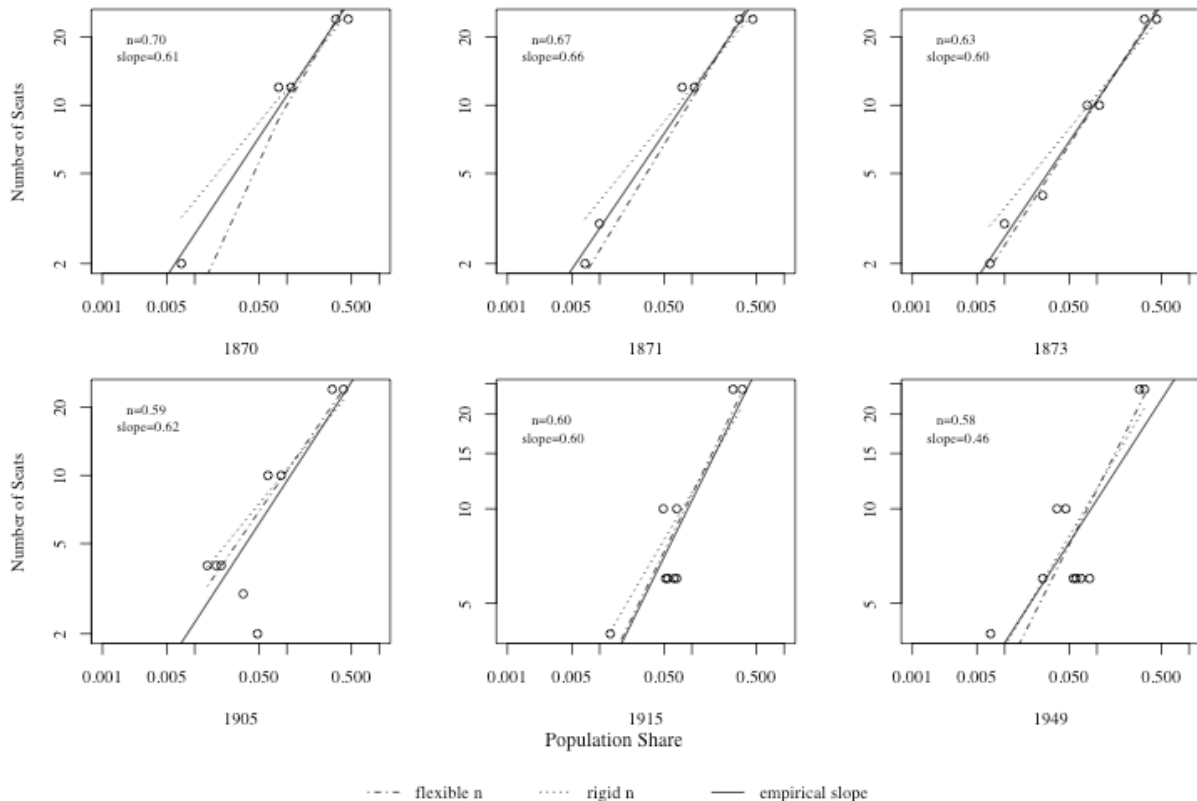 Number of Seats
20
10
5
2
n=0.70
slope=0.61
0.001 0.005 0.050 0.500
1870
20
10
5
2
n=0.67
slope=0.66
0.001 0.005 0.050 0.500
1871
20
10
5
2
n=0.63
slope=0.60
0.001 0.005 0.050 0.500
1873
Number of Seats
20
10
5
2
n=0.59
slope=0.62
0.001 0.005 0.050 0.500
1905
20
15
10
5
n=0.60
slope=0.60
0.001 0.005 0.050 0.500
1915
20
15
10
5
n=0.58
slope=0.46
0.001 0.005 0.050 0.500
1949
Population Share
flexible n rigid n empirical slope